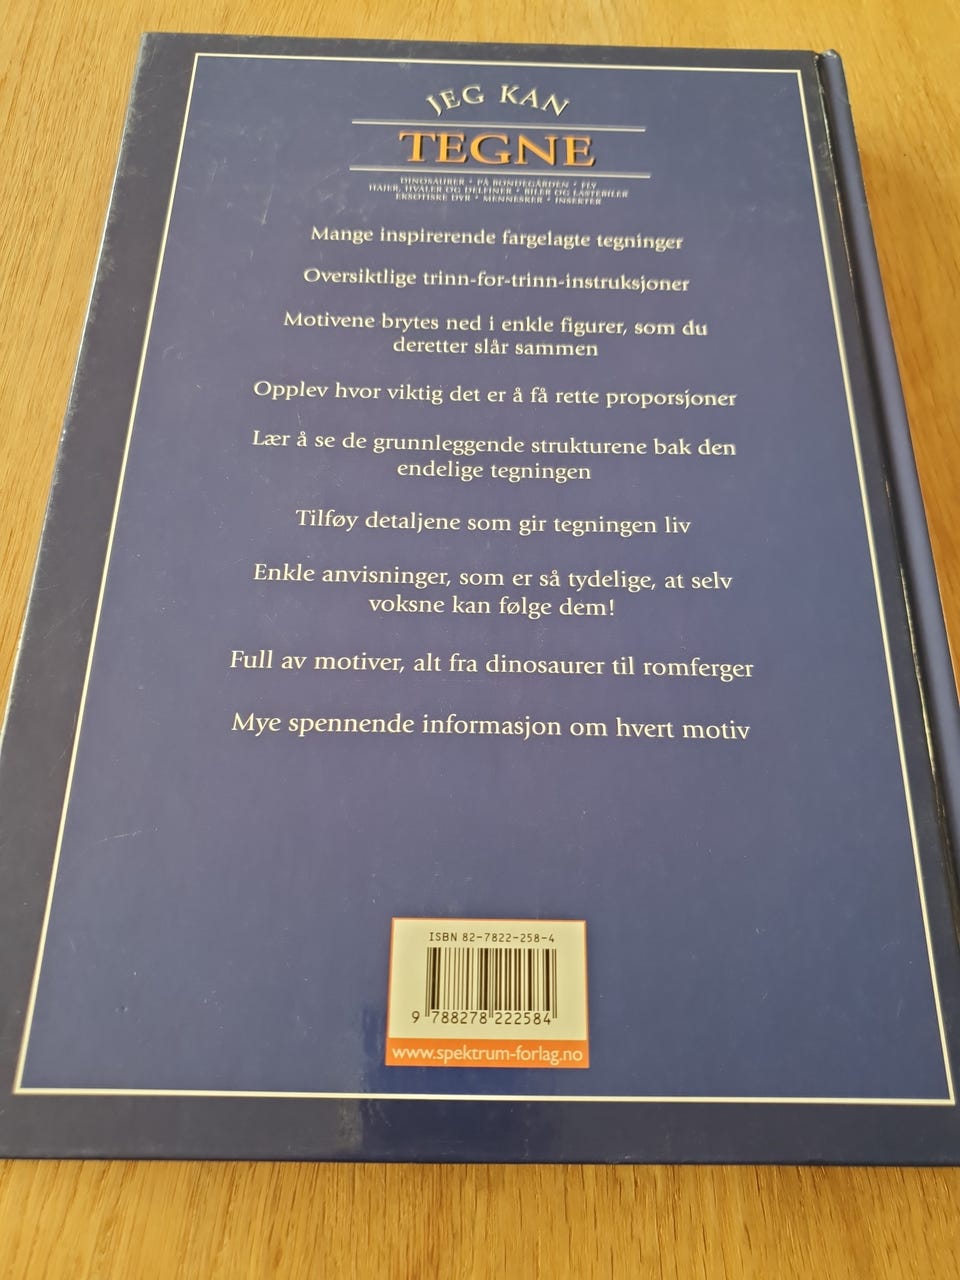 JEG KAN
TEGNE
DINOSAURER • PÅ BONDEGÅRDEN • FLY
HAIER, HVALER OG DELFINER • BILER OG LASTEBILER
EKSOTISKE DYR • MENNESKER • INSEKTER
Mange inspirerende fargelagte tegninger
Oversiktlige trinn-for-trinn-instruksjoner
Motivene brytes ned i enkle figurer, som du
deretter slår sammen
Opplev hvor viktig det er å få rette proporsjoner
Lær å se de grunnleggende strukturene bak den
endelige tegningen
Tilføy detaljene som gir tegningen liv
Enkle anvisninger, som er så tydelige, at selv
voksne kan følge dem!
Full av motiver, alt fra dinosaurer til romferger
Mye spennende informasjon om hvert motiv
ISBN 82-7822-258-4
9 788278 222584
www.spektrum-forlag.no